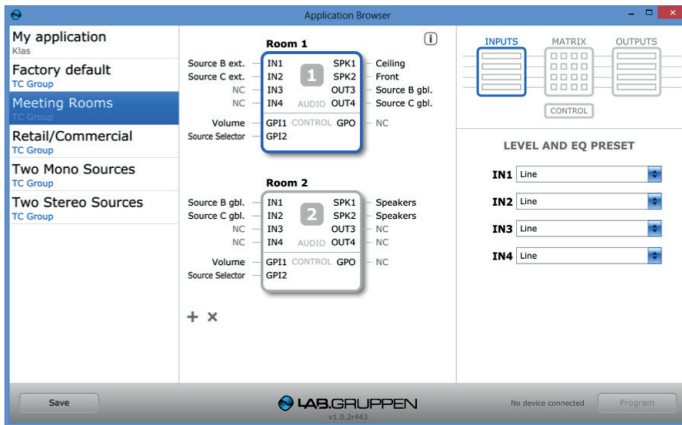 Application Browser
My application
Klas
Factory default
TC Group
Meeting Rooms
TC Group
Retail/Commercial
TC Group
Two Mono Sources
TC Group
Two Stereo Sources
TC Group
Room 1
i
Source B ext. IN1 SPK1 Ceiling
Source C ext. IN2 1 SPK2 Front
NC IN3 OUT3 Source B gbl.
NC IN4 AUDIO OUT4 Source C gbl.
Volume GPI1 CONTROL GPO NC
Source Selector GPI2
Room 2
Source B gbl. IN1 SPK1 Speakers
Source C gbl. IN2 2 SPK2 Speakers
NC IN3 OUT3 NC
NC IN4 AUDIO OUT4 NC
Volume GPI1 CONTROL GPO NC
Source Selector GPI2
INPUTS MATRIX OUTPUTS
CONTROL
LEVEL AND EQ PRESET
IN1 Line
IN2 Line
IN3 Line
IN4 Line
Save
LAB.GRUPPEN
v1.0.2r443
No device connected
Program